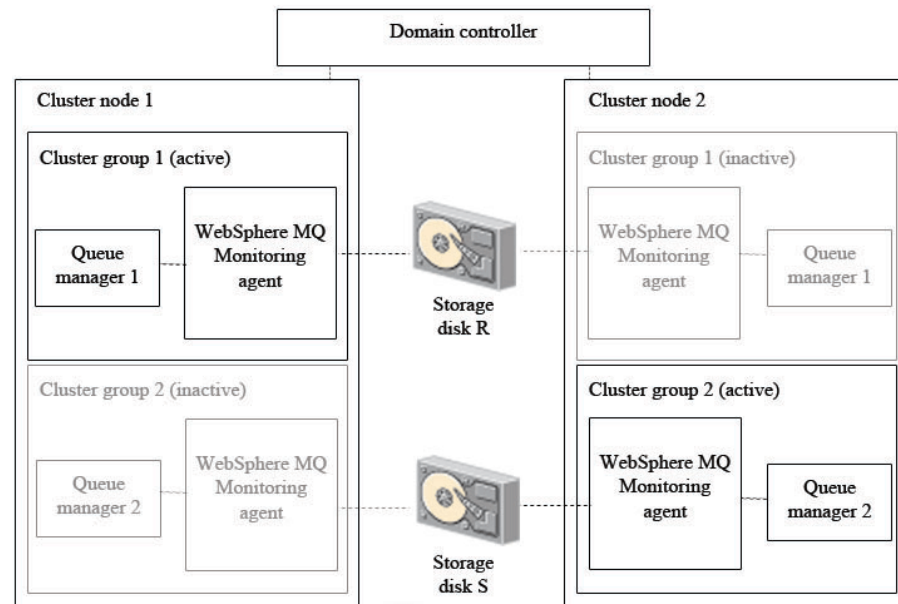 Domain controller
Cluster node 1
Cluster group 1 (active)
Queue
manager 1
WebSphere MQ
Monitoring
agent
Cluster group 2 (inactive)
Queue
manager 2
WebSphere MQ
Monitoring
agent
Storage
disk R
Storage
disk S
Cluster node 2
Cluster group 1 (inactive)
WebSphere MQ
Monitoring
agent
Queue
manager 1
Cluster group 2 (active)
WebSphere MQ
Monitoring
agent
Queue
manager 2